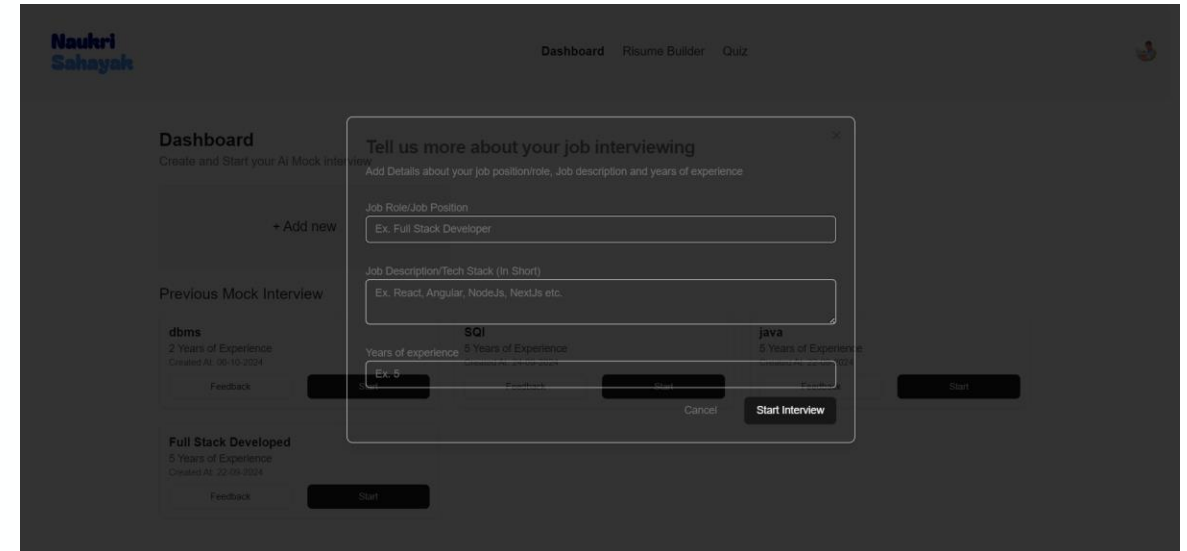 Naukri
Sahayak
Dashboard Risume Builder Quiz
Dashboard
Create and Start your Ai Mock interview
+ Add new
Tell us more about your job interviewing
Add Details about your job position/role, Job description and years of experience
Job Role/Job Position
Ex. Full Stack Developer
Job Description/Tech Stack (In Short)
Ex. React, Angular, NodeJs, NextJs etc.
Years of experience
Ex. 5
Cancel Start Interview
Previous Mock Interview
dbms
2 Years of Experience
Created At: 06-10-2024
Feedback Start
SQl
5 Years of Experience
Feedback Start
java
5 Years of Experience
Feedback Start
Full Stack Developed
5 Years of Experience
Created At: 22-09-2024
Feedback Start